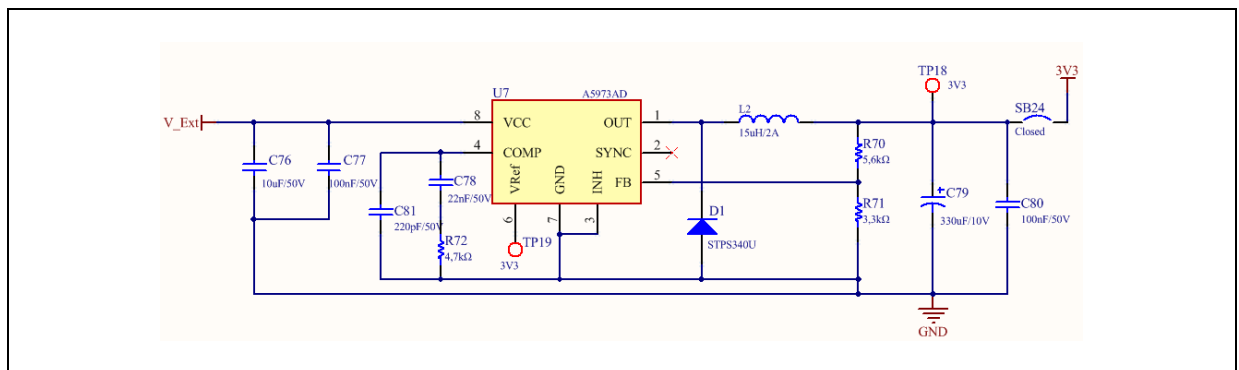 U7
A5973AD
V_Ext
8
VCC
OUT
1
4
COMP
SYNC
2
FB
5
VRef
GND
INH
6
7
3
C76
10uF/50V
C77
100nF/50V
C81
220pF/50V
C78
22nF/50V
R72
4,7kΩ
TP19
3V3
D1
STPS340U
L2
15uH/2A
R70
5,6kΩ
R71
3,3kΩ
TP18
3V3
C79
330uF/10V
C80
100nF/50V
SB24
Closed
3V3
GND